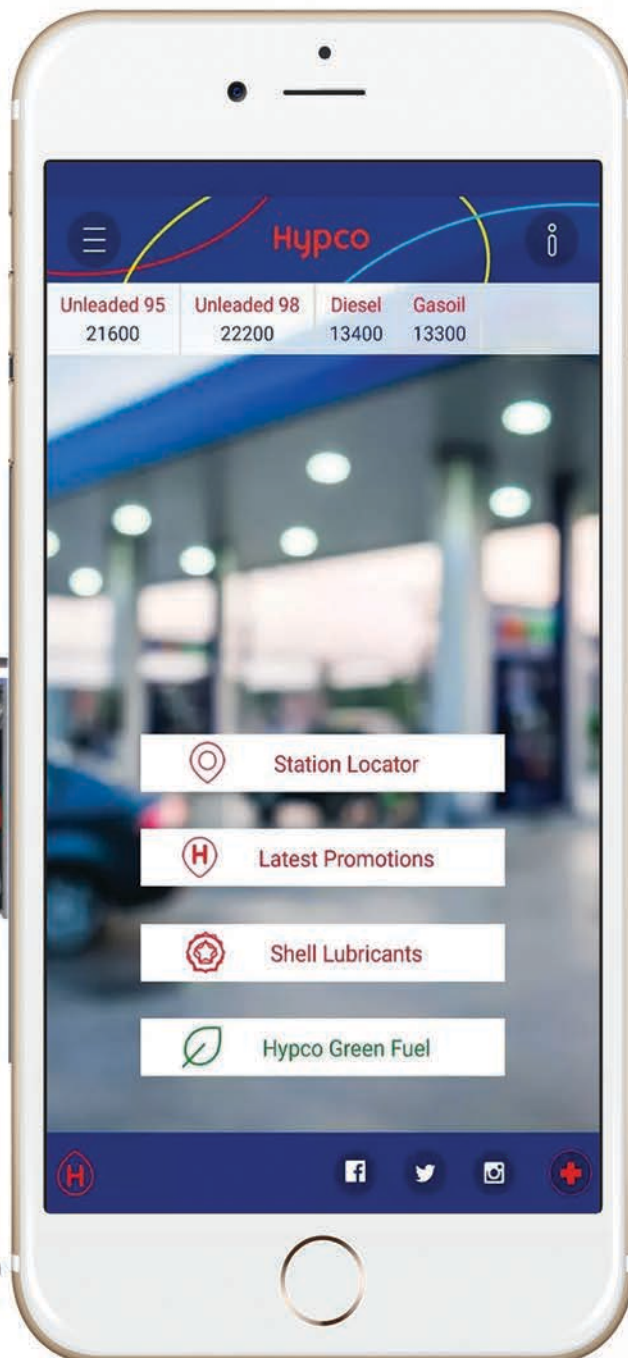 Hypco
Unleaded 95 Unleaded 98 Diesel Gasoil
21600 22200 13400 13300
Station Locator
H Latest Promotions
Shell Lubricants
Hypco Green Fuel
H